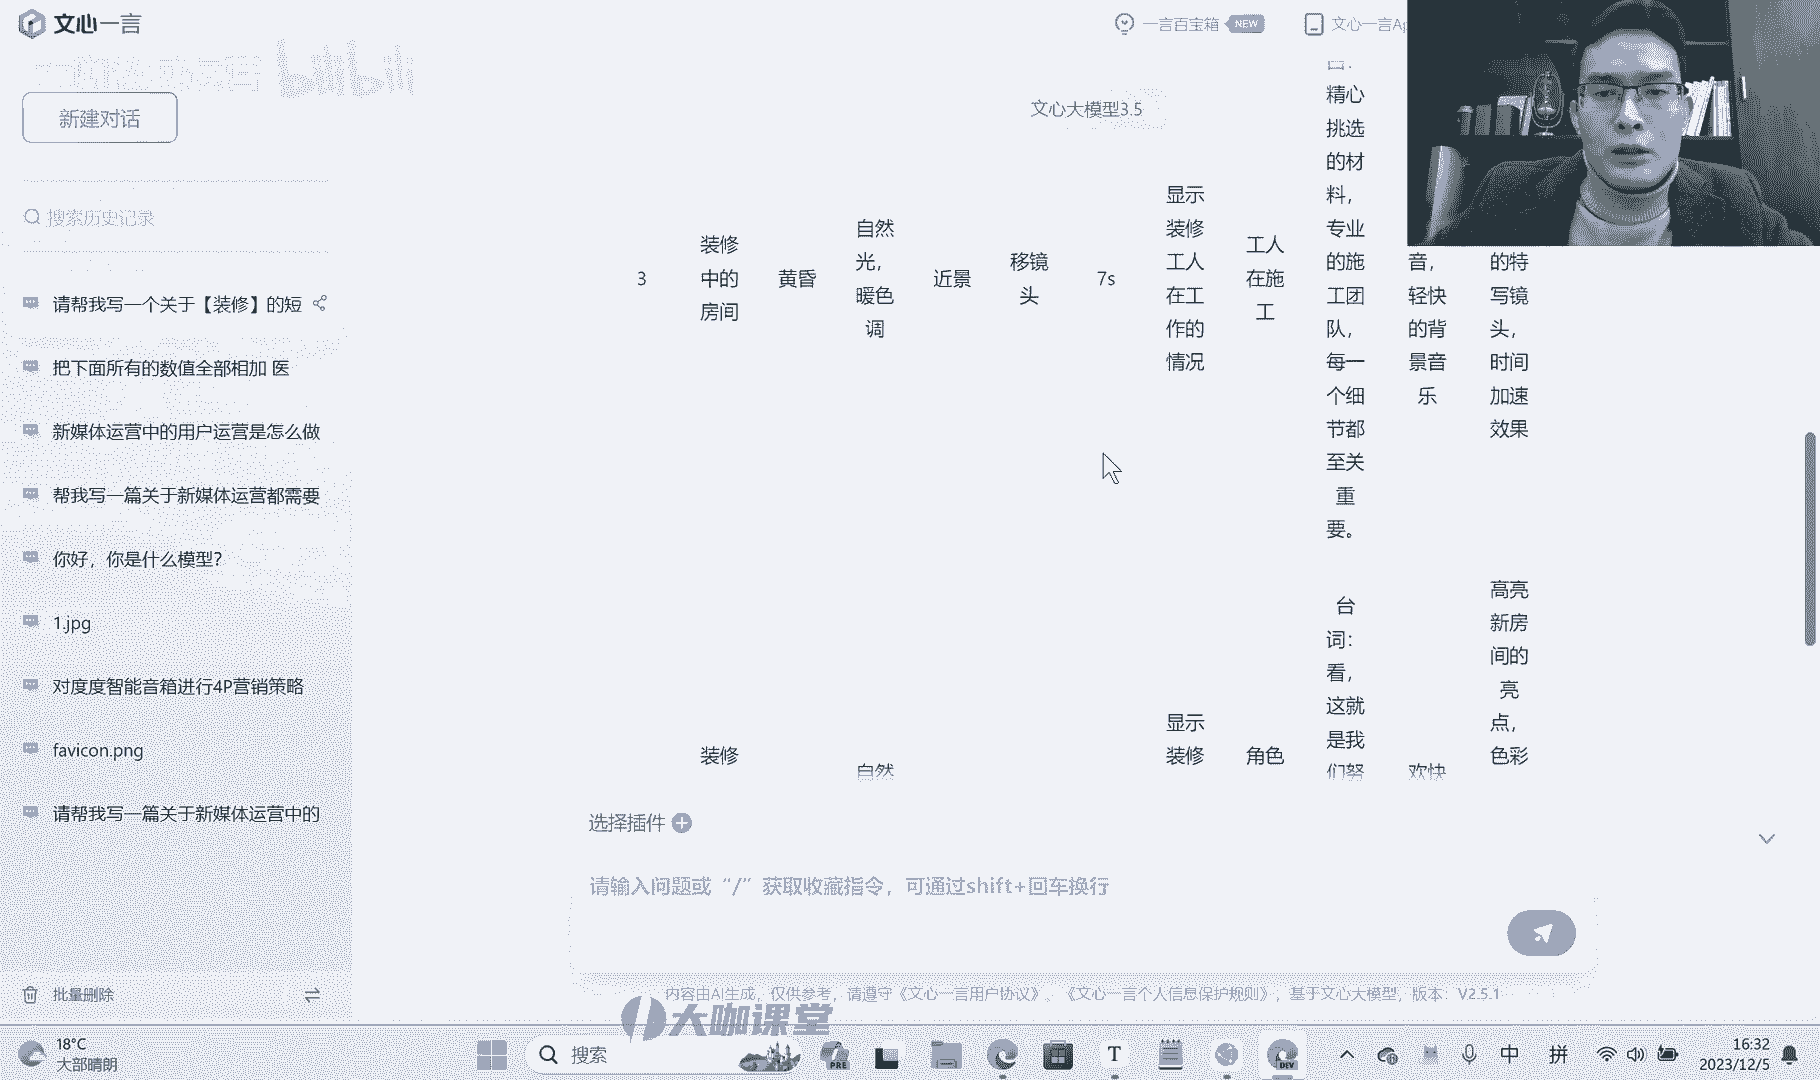 文心一言
一言百宝箱 NEW
文心一言Ap
bilibili
新建对话
文心大模型3.5
搜索历史记录
请帮我写一个关于【装修】的短
把下面所有的数值全部相加 医
新媒体运营中的用户运营是怎么做
帮我写一篇关于新媒体运营都需要
你好，你是什么模型？
1.jpg
对度度智能音箱进行4P营销策略
favicon.png
请帮我写一篇关于新媒体运营中的
批量删除
3
装修
中的
房间
黄昏
自然
光，
暖色
调
近景
移镜
头
7s
显示
装修
工人
在工
作的
情况
工人
在施
工
精心
挑选
的材
料，
专业
的施
工团
队，
每一
个细
节都
至关
重
要。
音，
轻快
的背
景音
乐
的特
写镜
头，
时间
加速
效果
装修
自然
显示
装修
角色
台
词：
看，
这就
是我
们努
欢快
高亮
新房
间的
亮
点，
色彩
选择插件
请输入问题或“/”获取收藏指令，可通过shift+回车换行
内容由AI生成，仅供参考，请遵守《文心一言用户协议》、《文心一言个人信息保护规则》，基于文心大模型，版本：V2.5.1
大咖课堂
18°C
大部晴朗
搜索
PRE
T
DEV
中
拼
16:32
2023/12/5